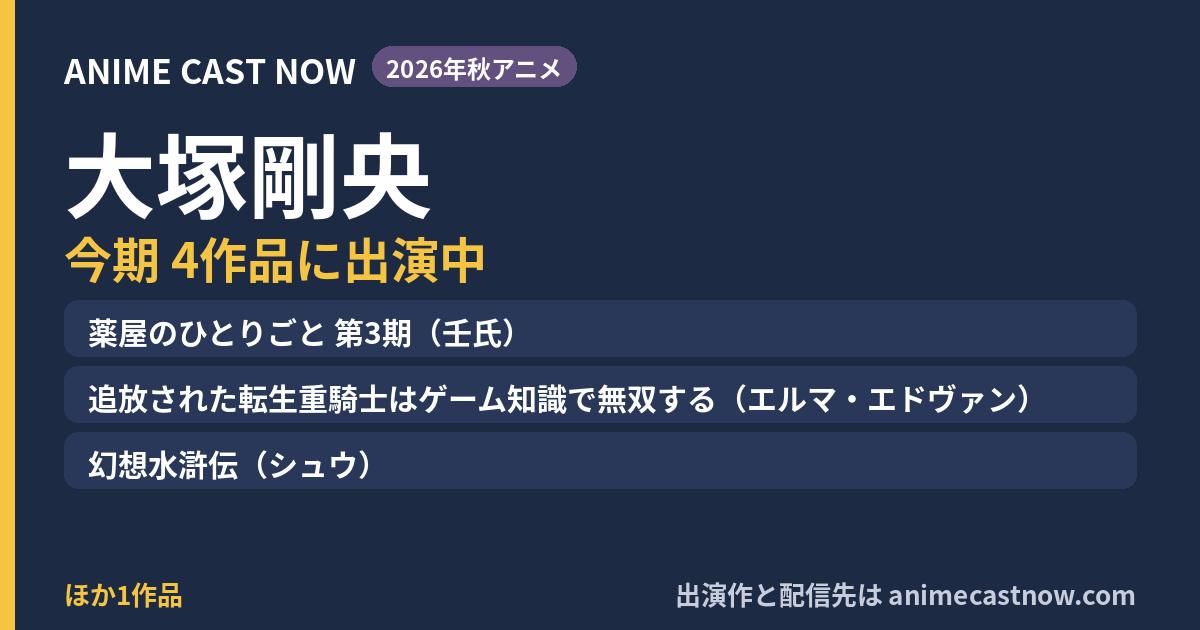 ANIME CAST NOW 2026年秋アニメ
大塚剛央
今期 4作品に出演中
薬屋のひとりごと 第3期（壬氏）
追放された転生重騎士はゲーム知識で無双する（エルマ・エドヴァン）
幻想水滸伝（シュウ）
ほか1作品
出演作と配信先は animecastnow.com